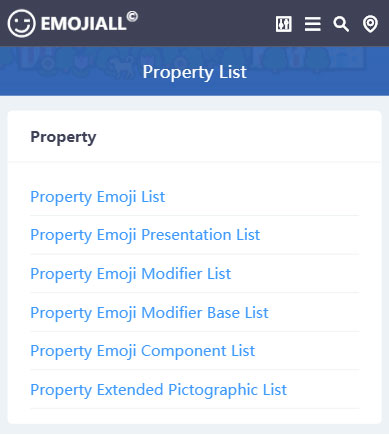 EMOJIALL©
Property List
Property
Property Emoji List
Property Emoji Presentation List
Property Emoji Modifier List
Property Emoji Modifier Base List
Property Emoji Component List
Property Extended Pictographic List